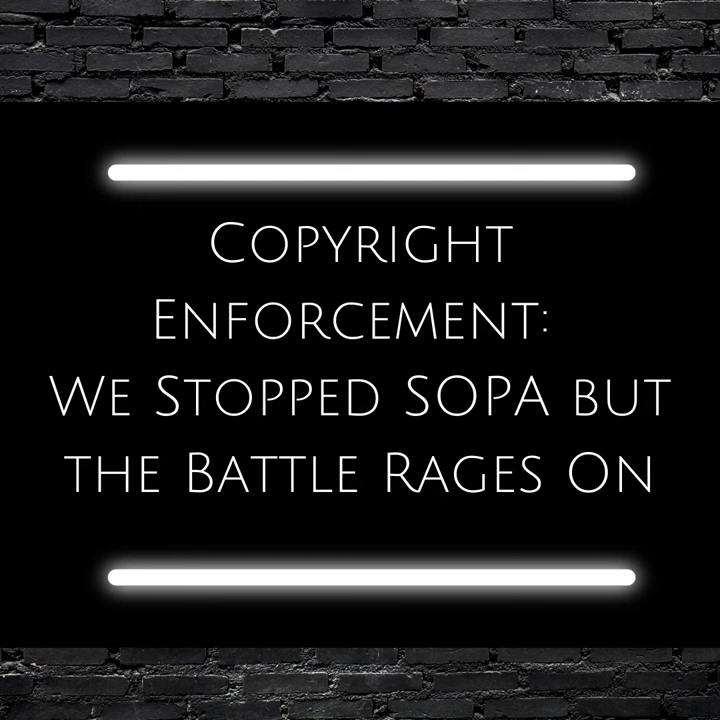 Copyright
Enforcement:
We Stopped SOPA but
the Battle Rages On